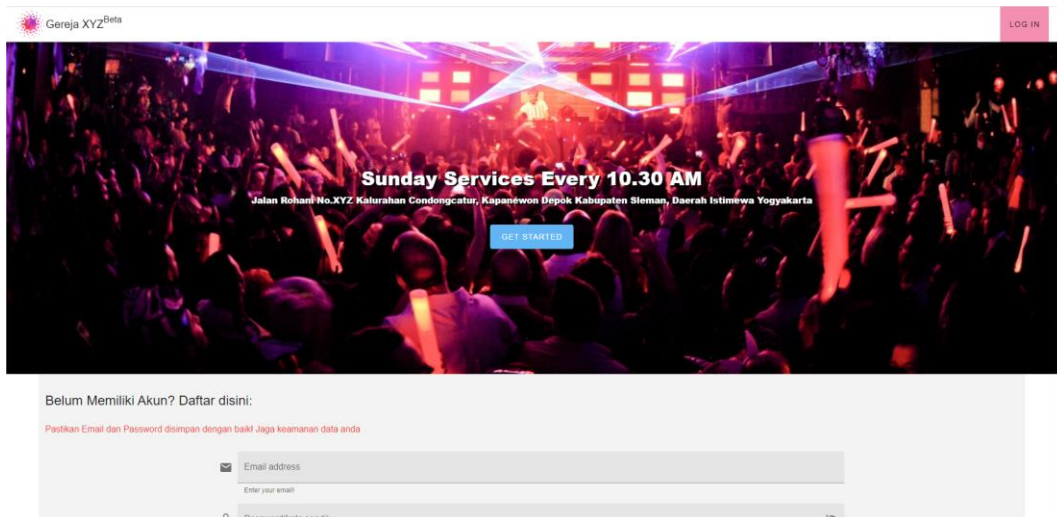 Gereja XYZBeta
LOG IN
Sunday Services Every 10.30 AM
Jalan Rohani No.XYZ Kalurahan Condongcatur, Kapanewon Depok Kabupaten Sleman, Daerah Istimewa Yogyakarta
GET STARTED
Belum Memiliki Akun? Daftar disini:
Pastikan Email dan Password disimpan dengan baik! Jaga keamanan data anda
Email address
Enter your email!